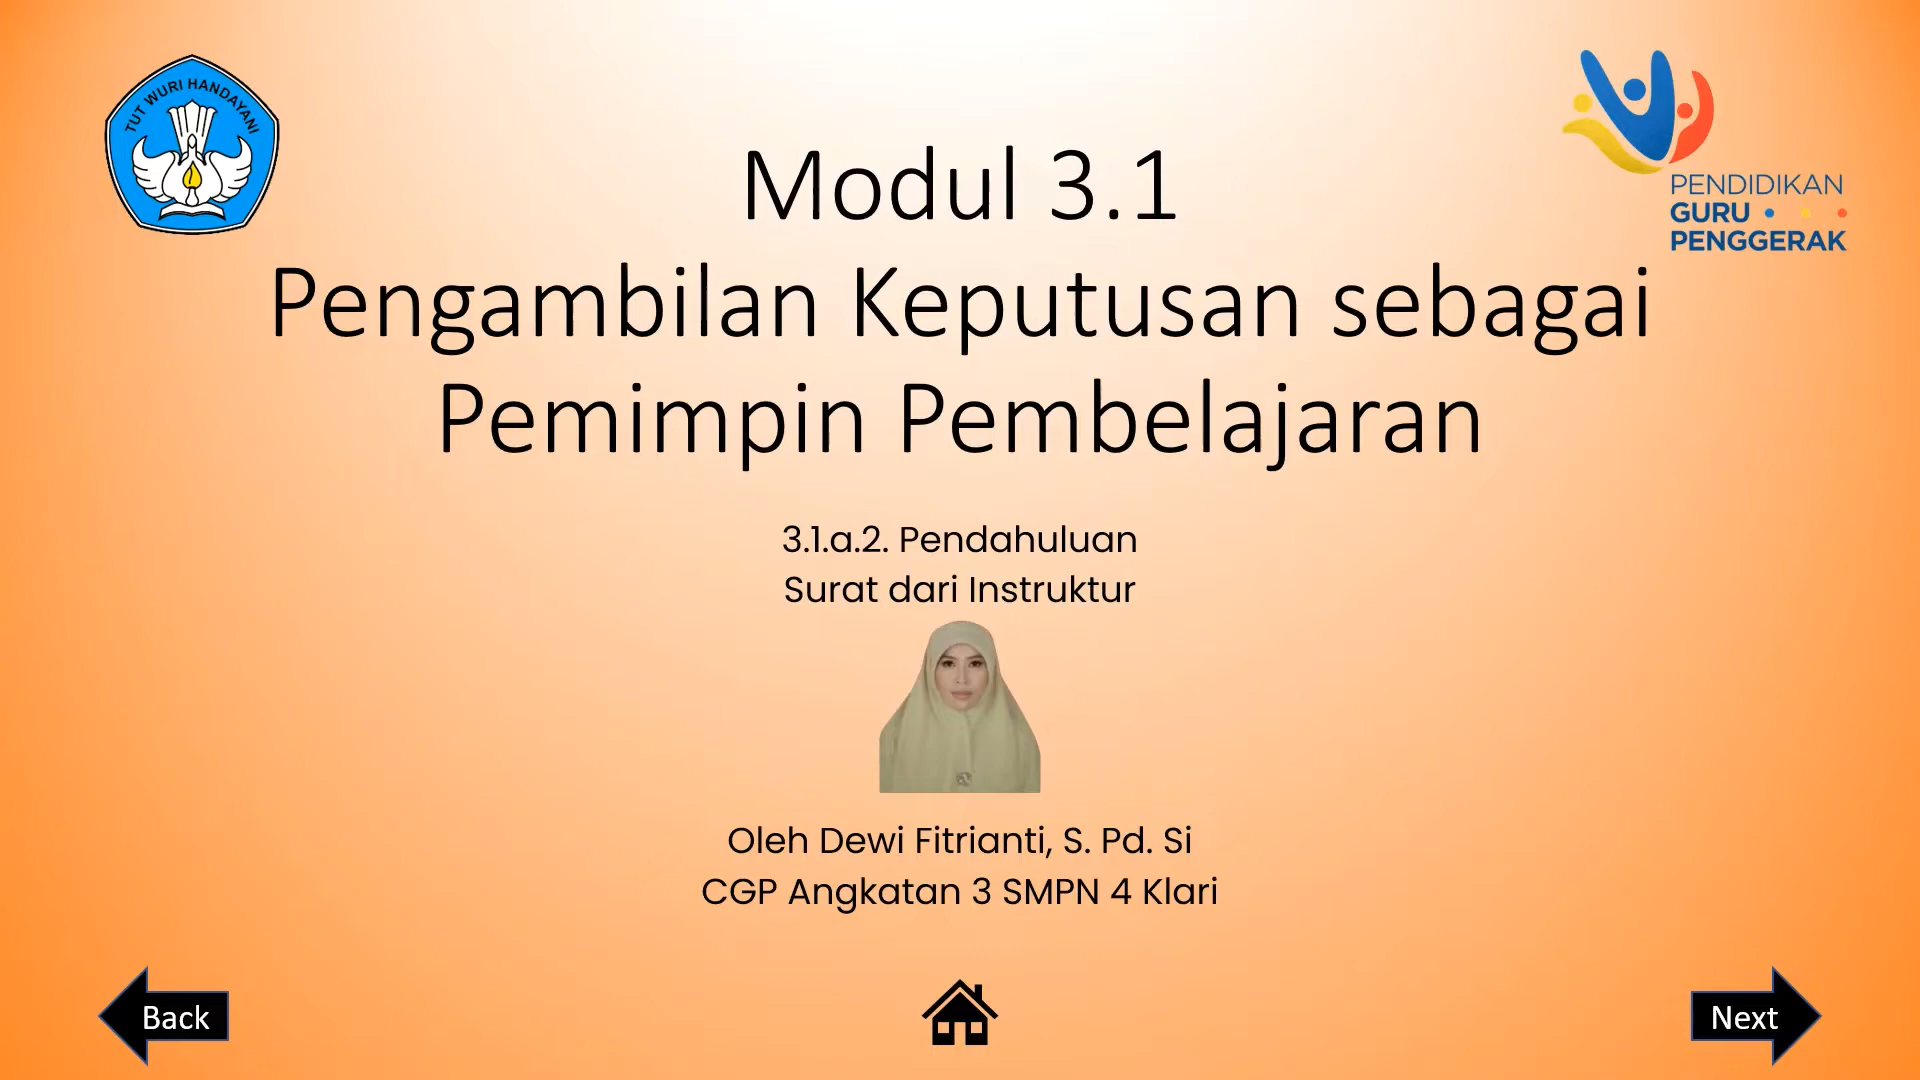 TUT WURI HANDAYANI
PENDIDIKAN
GURU
PENGGERAK
Modul 3.1
Pengambilan Keputusan sebagai
Pemimpin Pembelajaran
3.1.a.2. Pendahuluan
Surat dari Instruktur
Oleh Dewi Fitrianti, S. Pd. Si
CGP Angkatan 3 SMPN 4 Klari
Back
Next